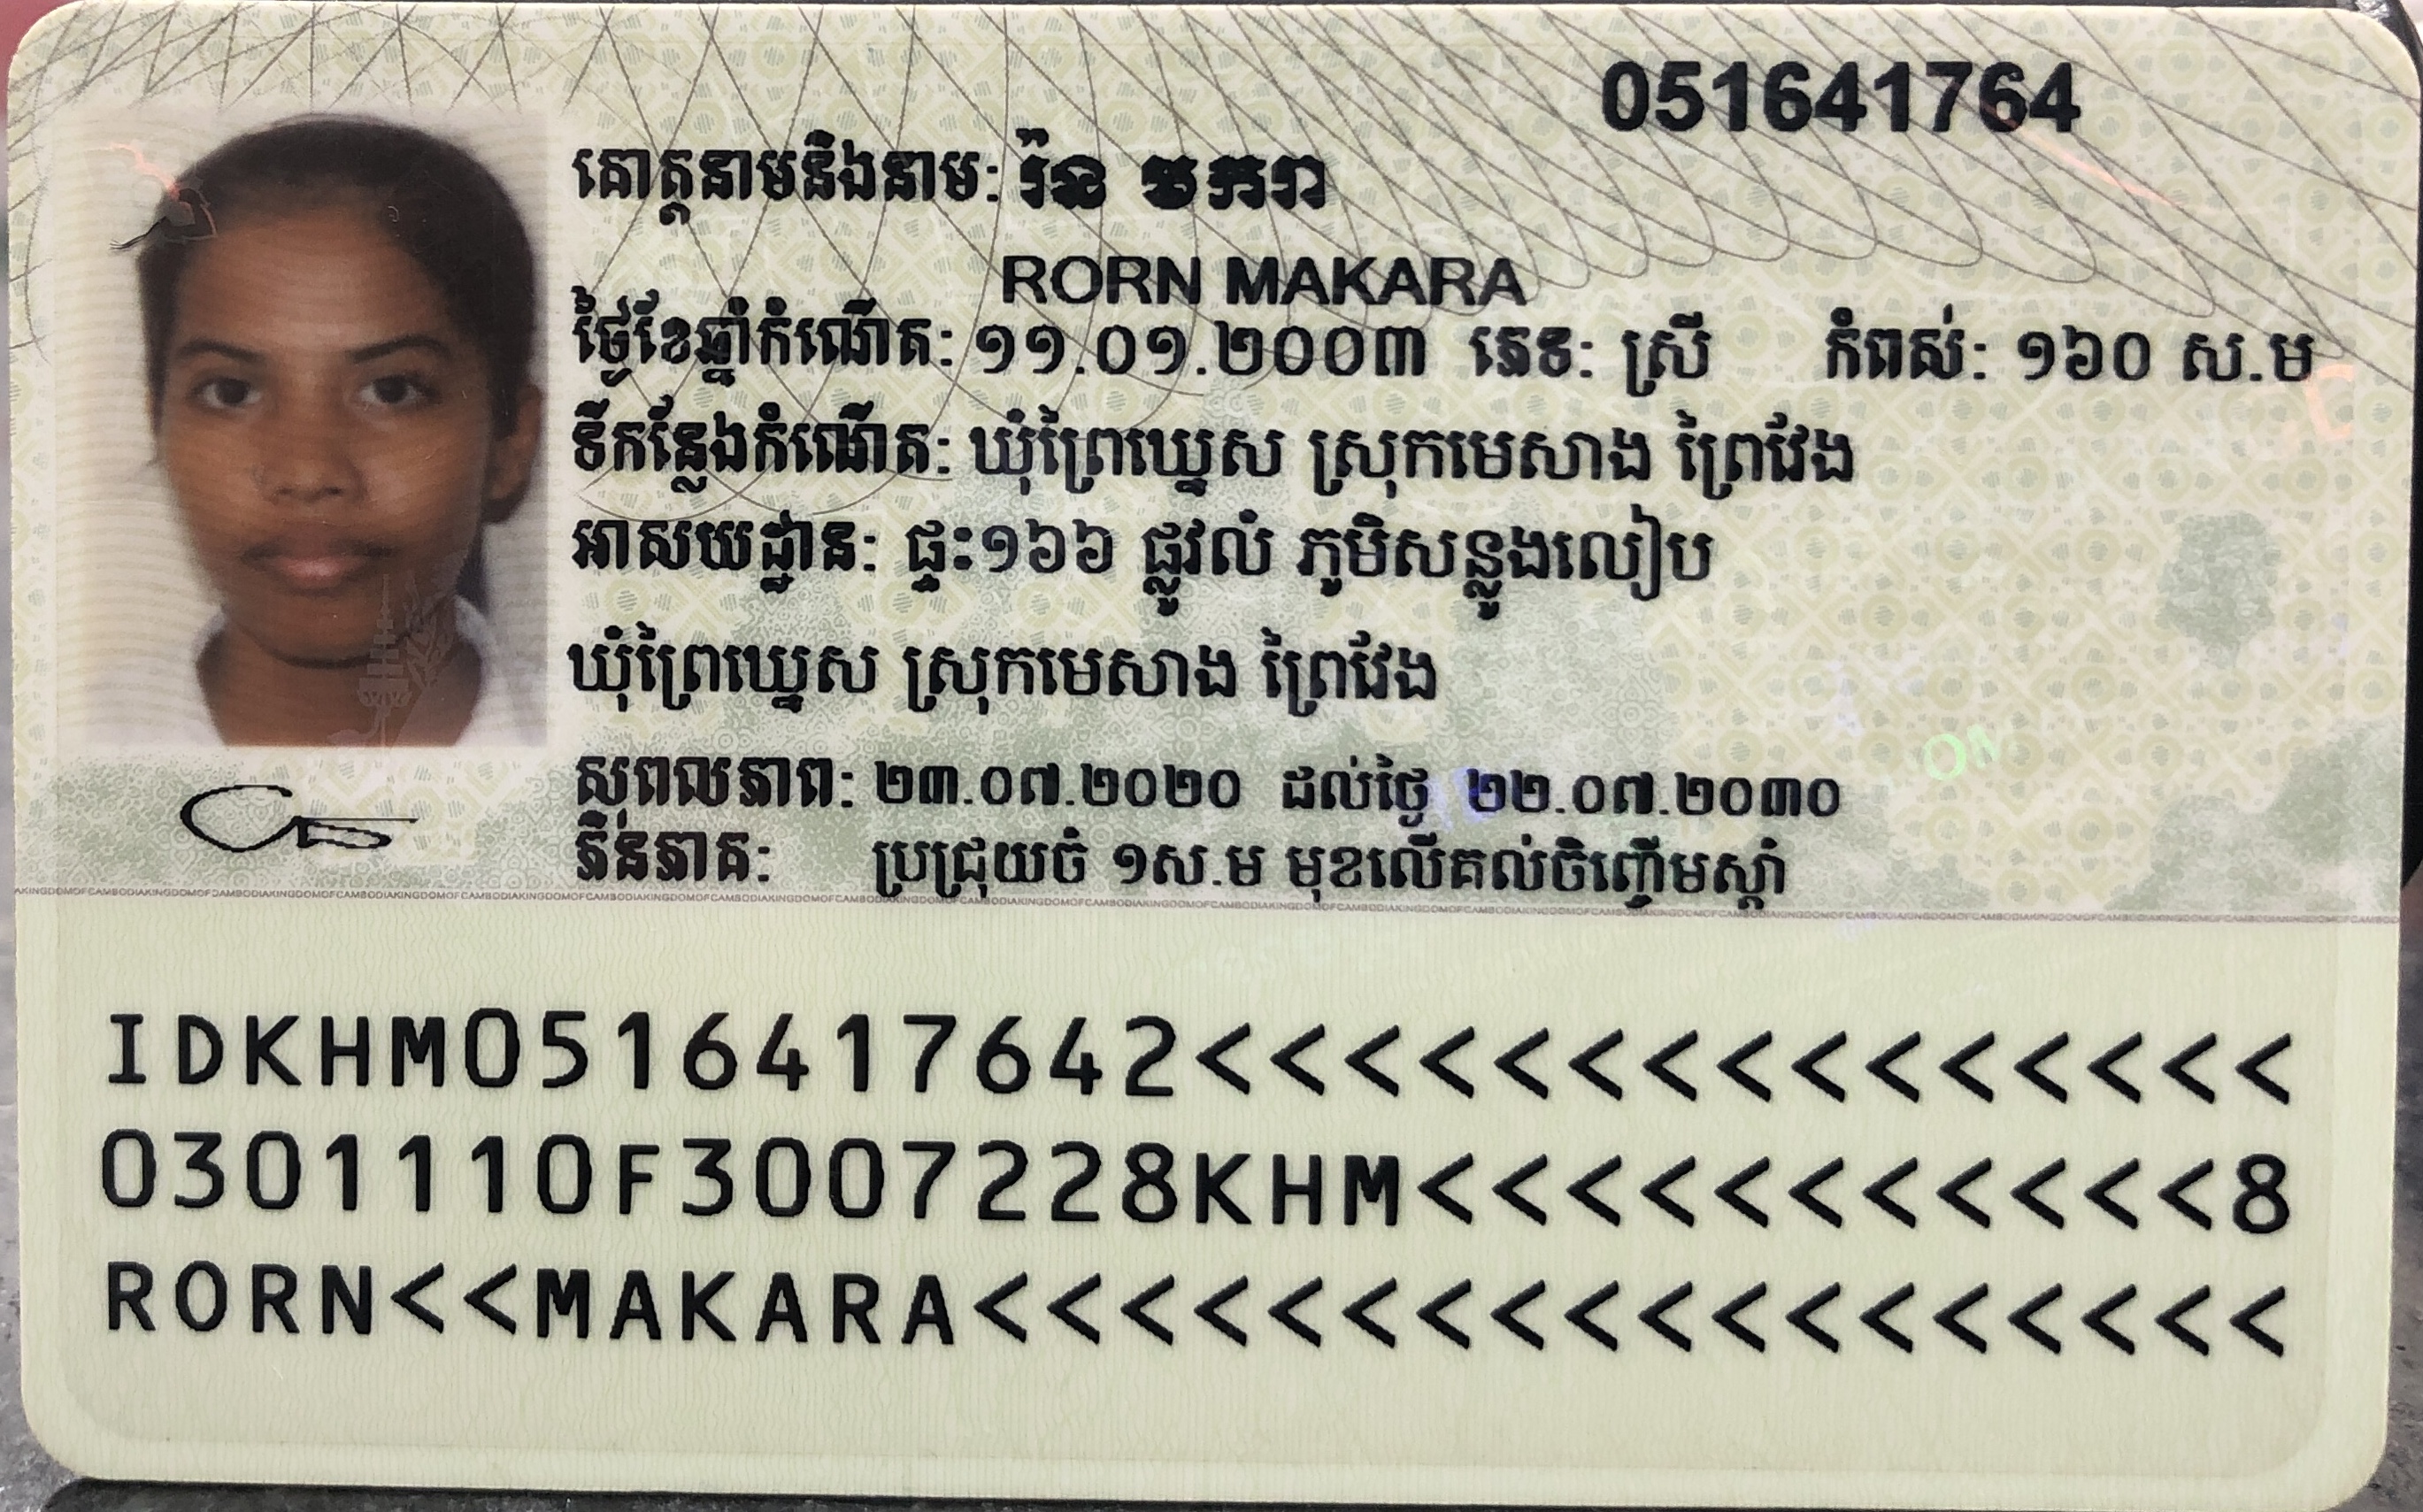 051641764
គោត្តនាមនិងនាម: រ៉ន មករា
RORN MAKARA
ថ្ងៃខែឆ្នាំកំណើត: ១១.០១.២០០៣ ភេទ: ស្រី កំពស់: ១៦០ ស.ម
ទីកន្លែងកំណើត: ឃុំព្រៃឃ្នេស ស្រុកមេសាង ព្រៃវែង
អាសយដ្ឋាន: ផ្ទះ១៦៦ ផ្លូវលំ ភូមិសន្លូងលៀប
ឃុំព្រៃឃ្នេស ស្រុកមេសាង ព្រៃវែង
សុពលភាព: ២៣.០៧.២០២០ ដល់ថ្ងៃ ២២.០៧.២០៣០
ភិនភាគ: ប្រជ្រុយចំ ១ស.ម មុខលើគល់ចិញ្ចើមស្តាំ
IDKHM0516417642<<<<<<<<<<<<<<<
0301110F3007228KHM<<<<<<<<<<<8
RORN<<MAKARA<<<<<<<<<<<<<<<<<<